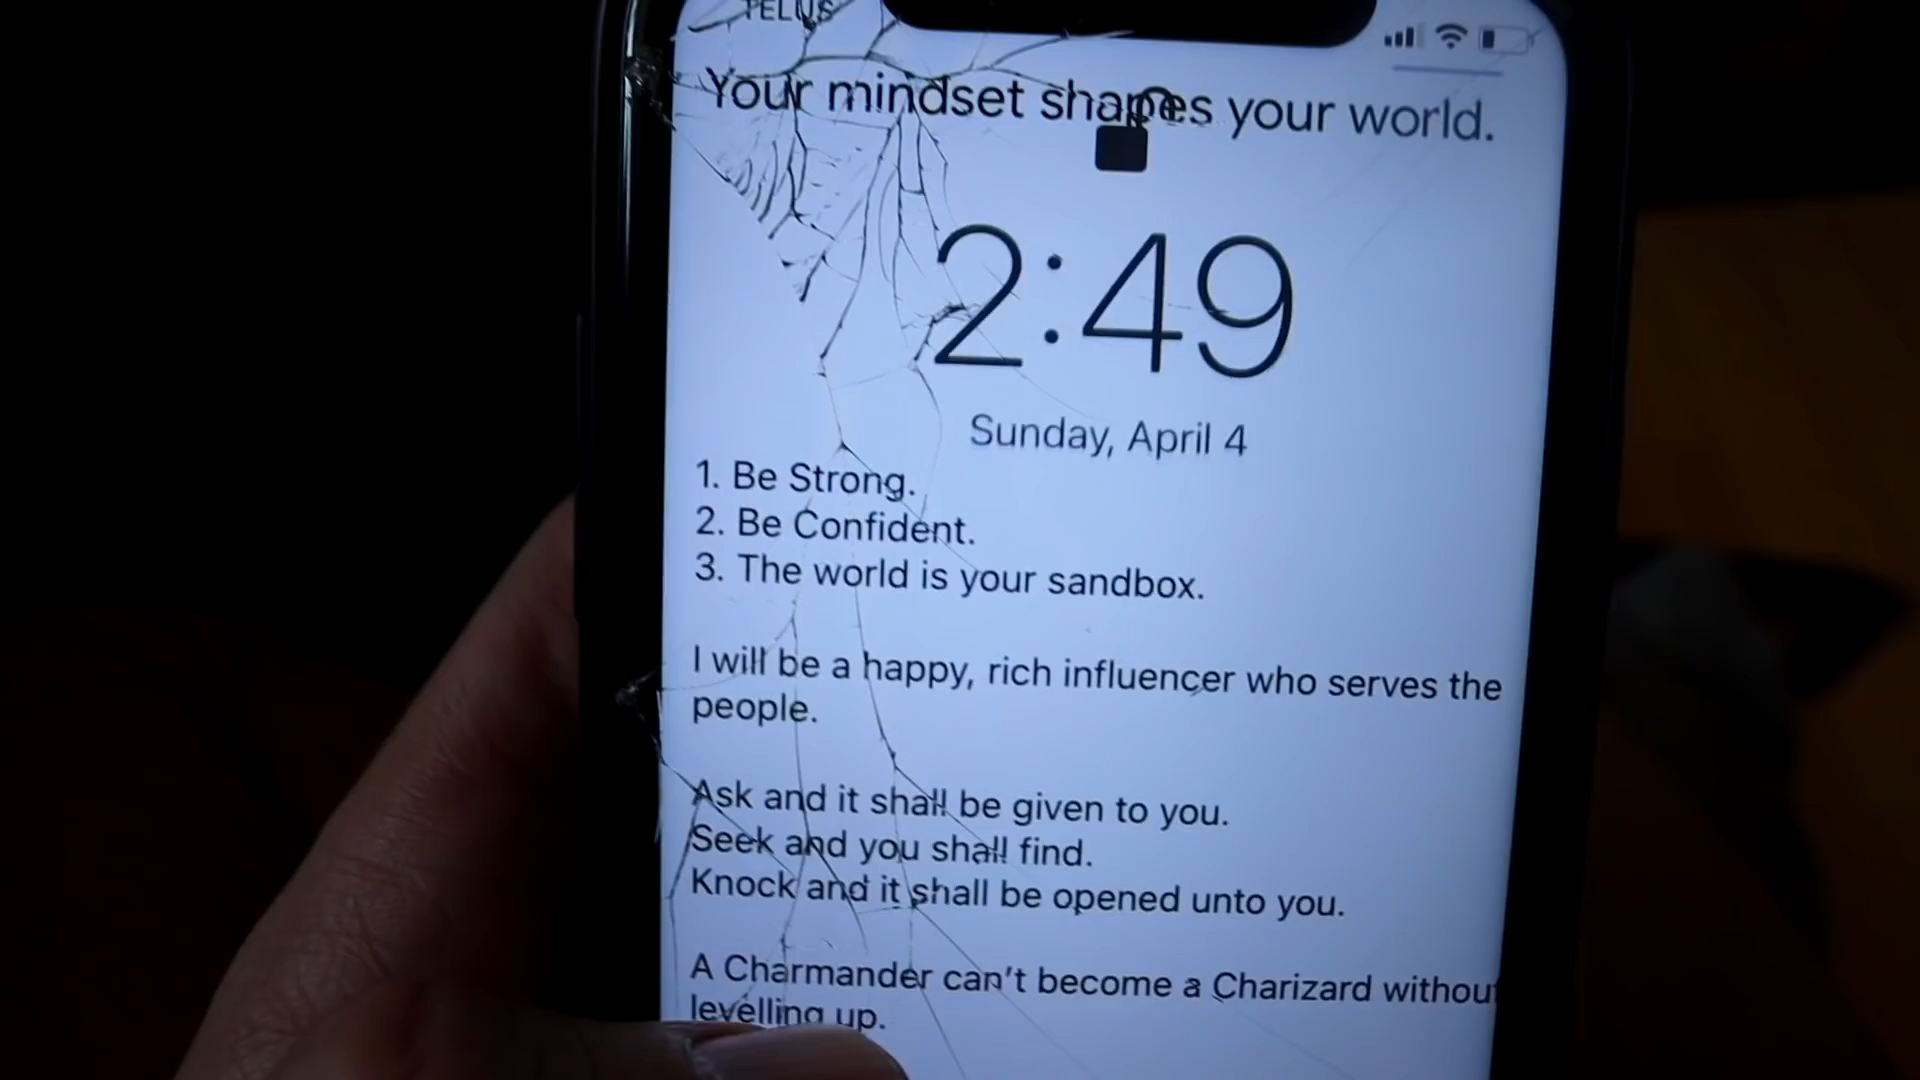 TELUS
Your mindset shapes your world.
2:49
Sunday, April 4
1. Be Strong.
2. Be Confident.
3. The world is your sandbox.
I will be a happy, rich influencer who serves the
people.
Ask and it shall be given to you.
Seek and you shall find.
Knock and it shall be opened unto you.
A Charmander can't become a Charizard without
levelling up.